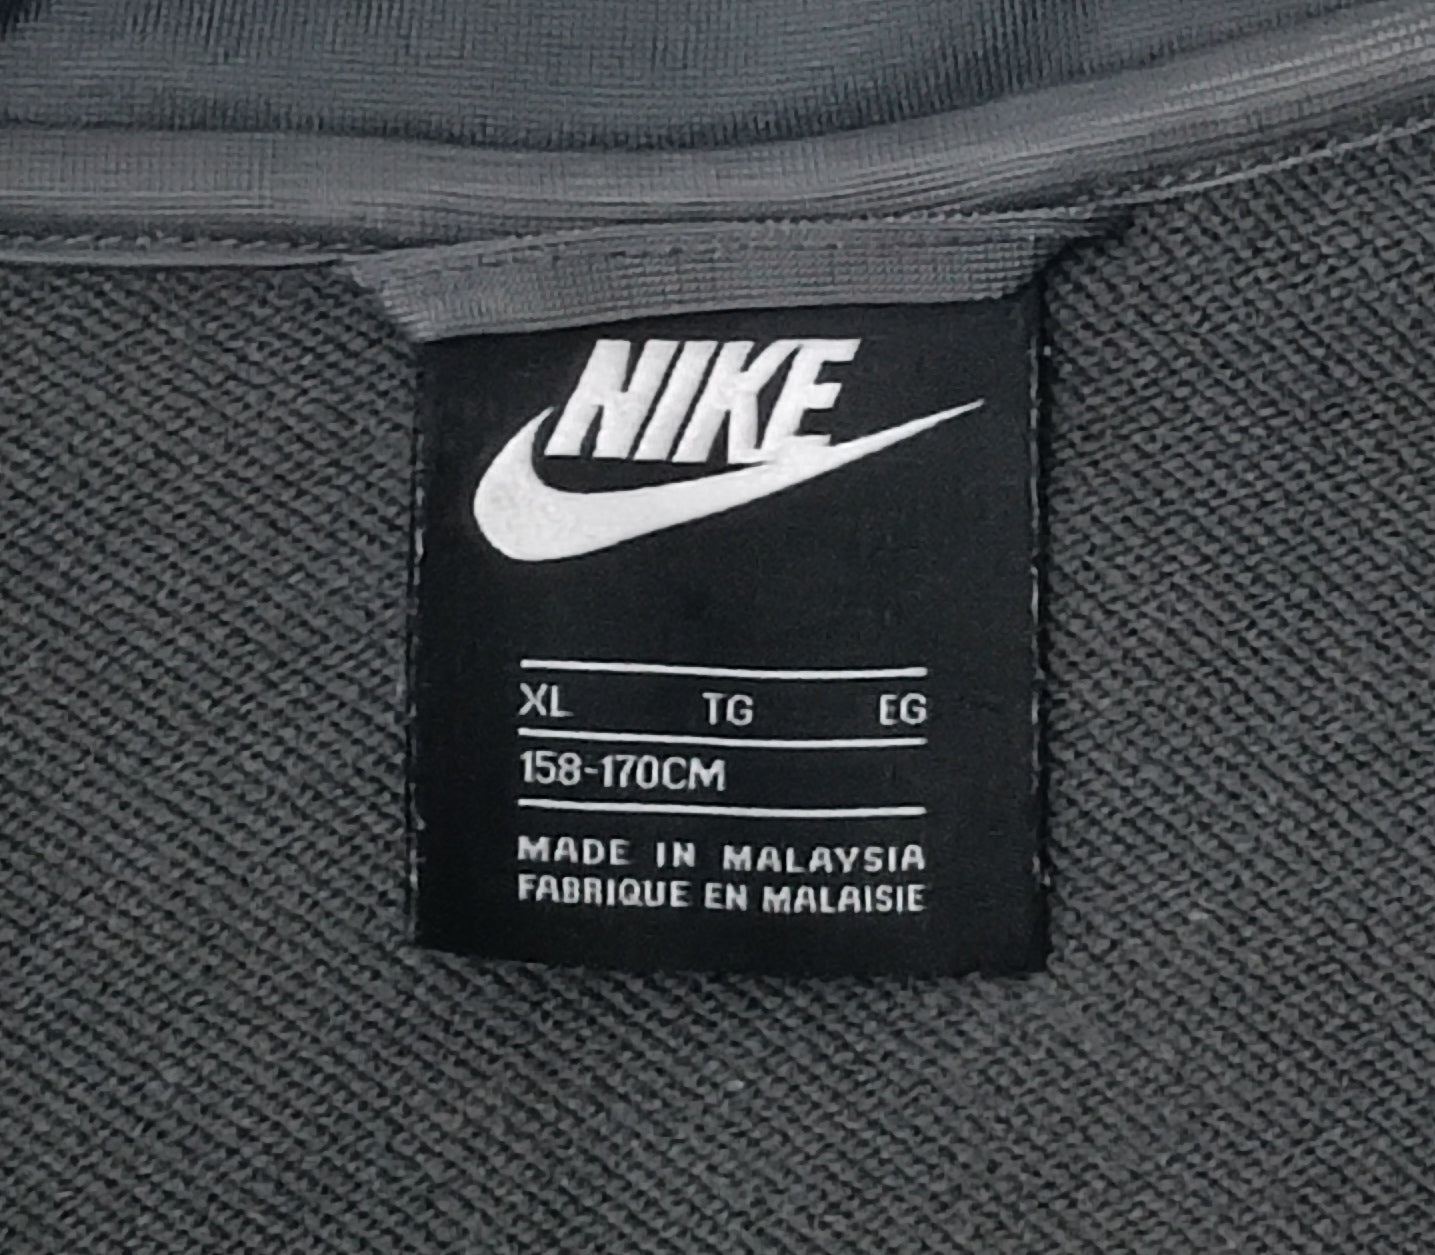 NIKE
XL TG EG
158-170CM
MADE IN MALAYSIA
FABRIQUE EN MALAISIE